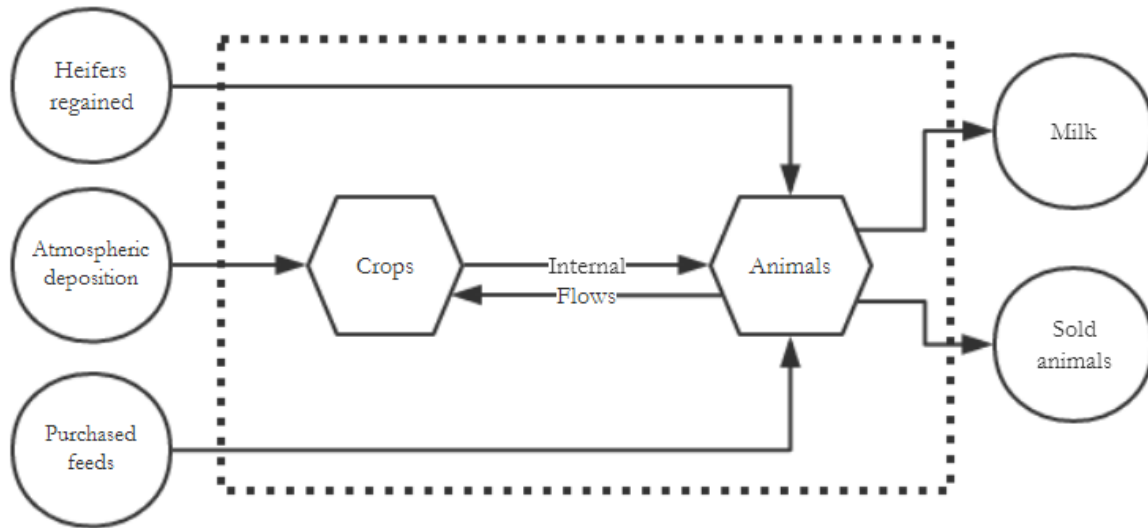 Heifers
regained
Milk
Atmospheric
deposition
Crops
Internal
Flows
Animals
Sold
animals
Purchased
feeds